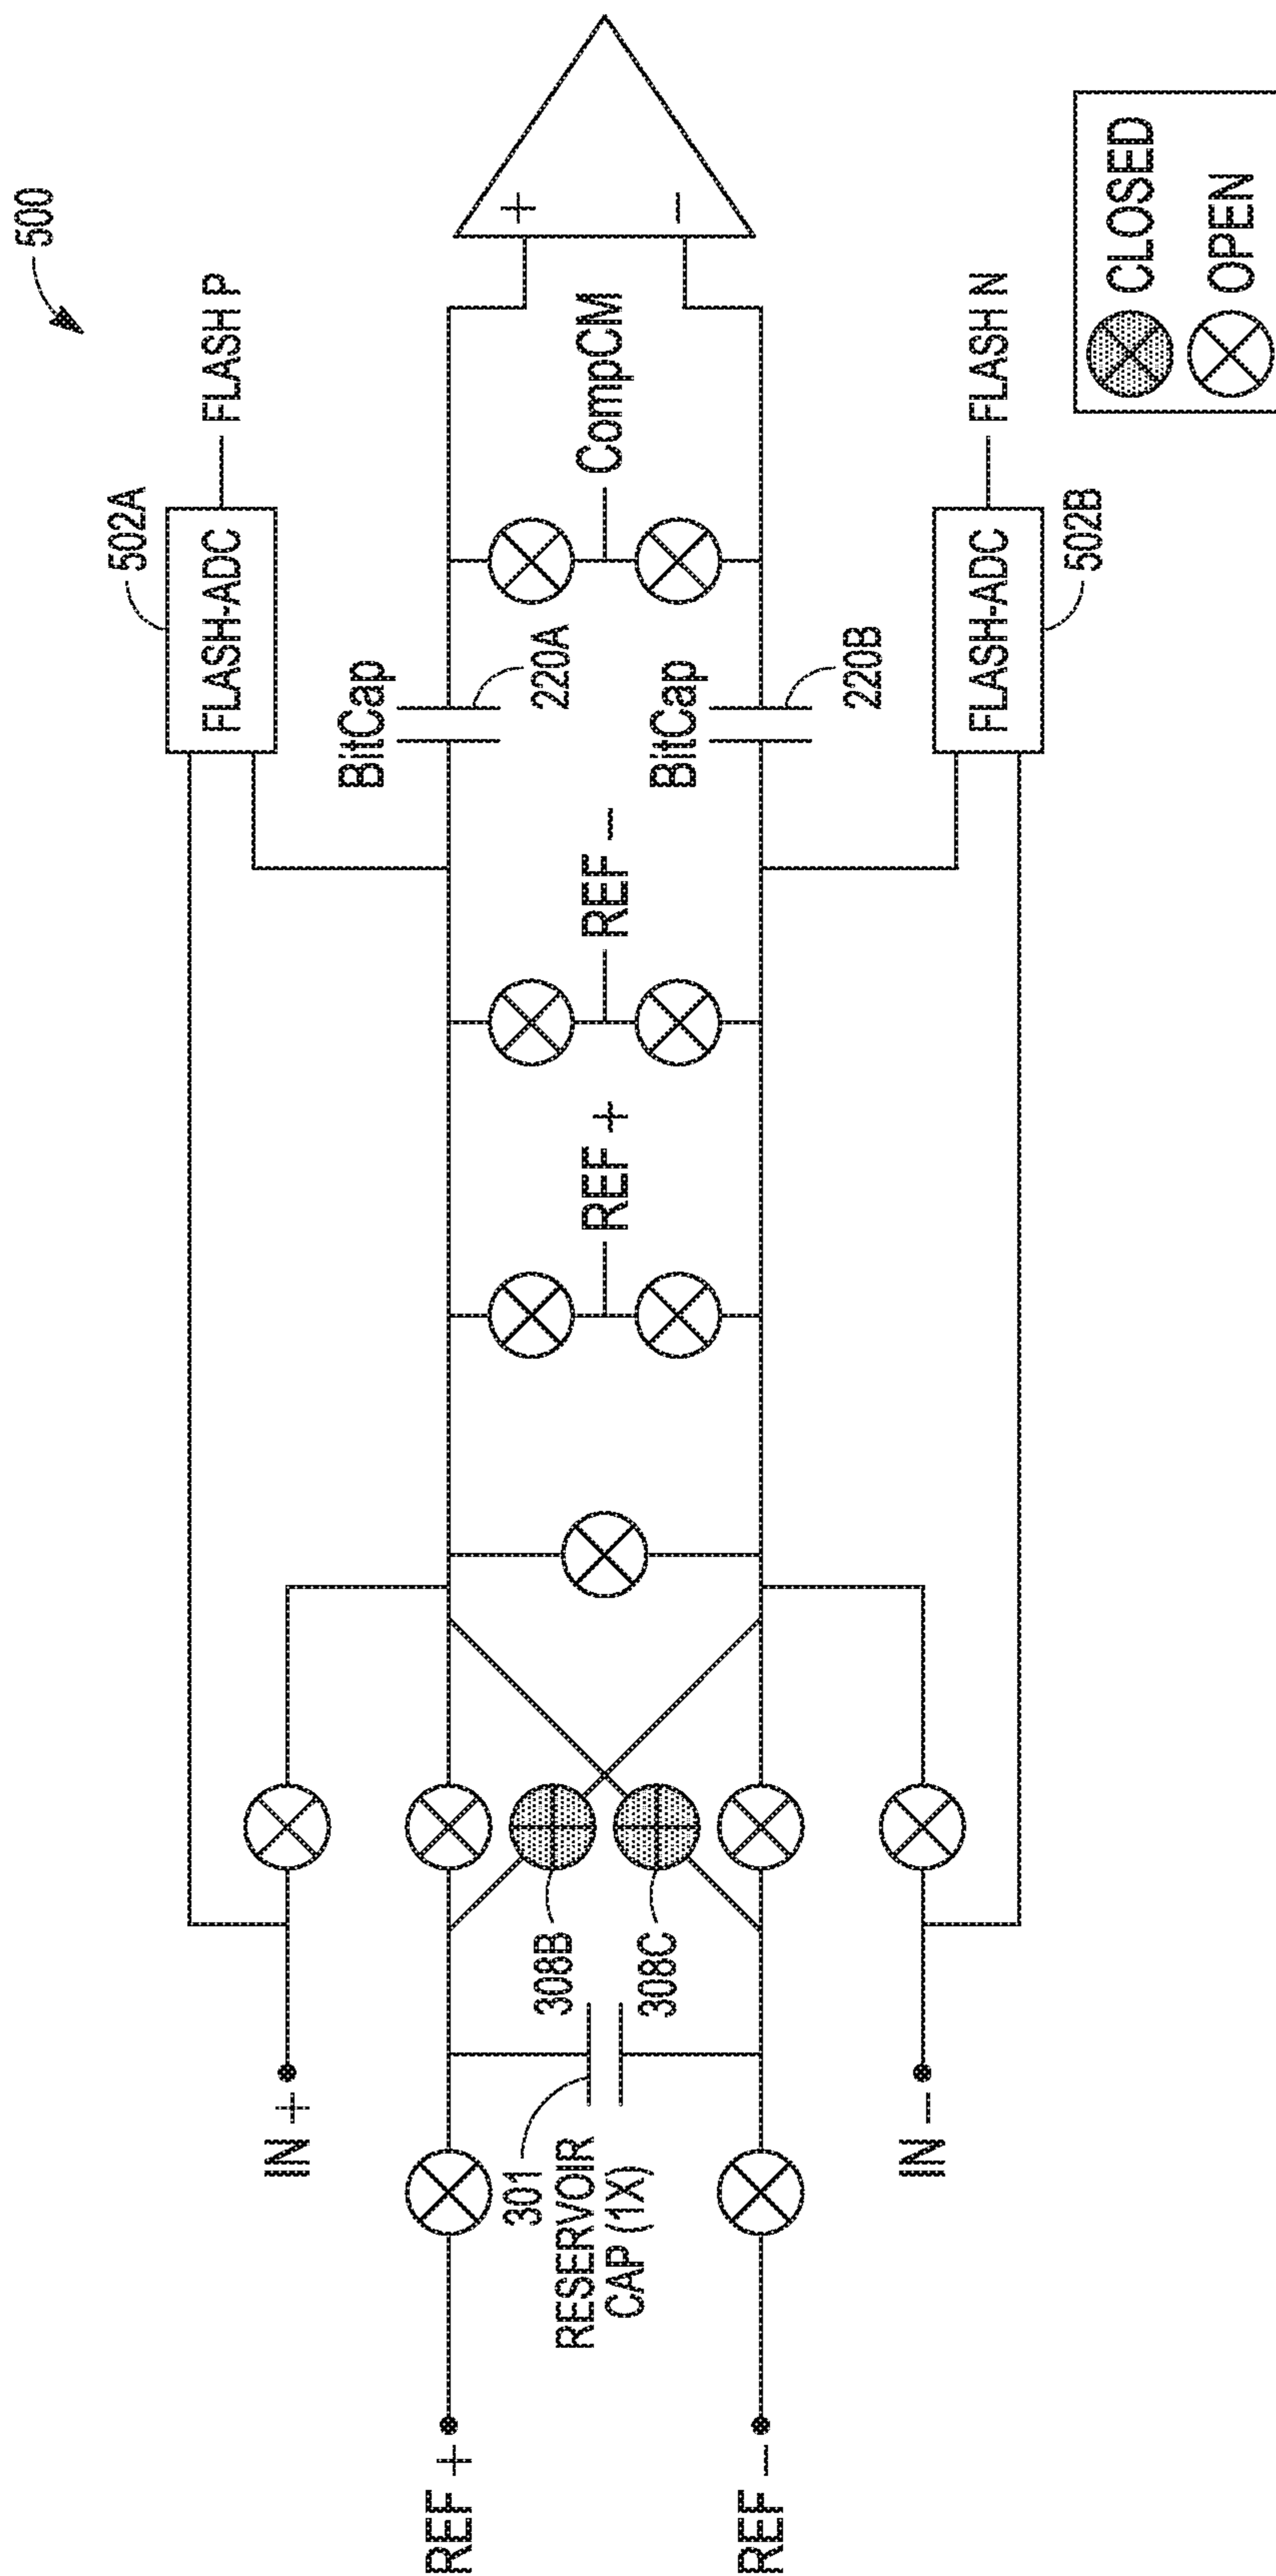 500
502A
FLASH-ADC
FLASH P
IN +
BitCap
220A
REF +
301
RESERVOIR
CAP (1X)
308B
308C
REF +
REF -
CompCM
+
-
REF -
BitCap
220B
IN -
FLASH-ADC
FLASH N
502B
CLOSED
OPEN